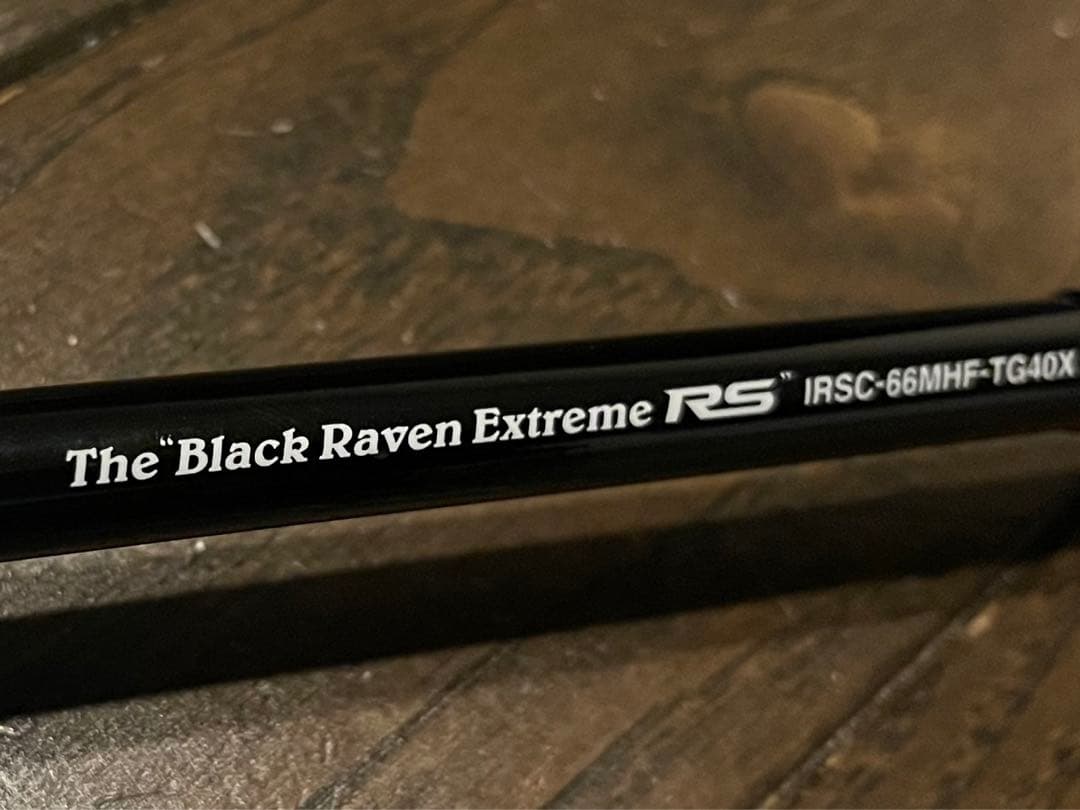 The “Black Raven Extreme RS” IRSC-66MHF-TG40X